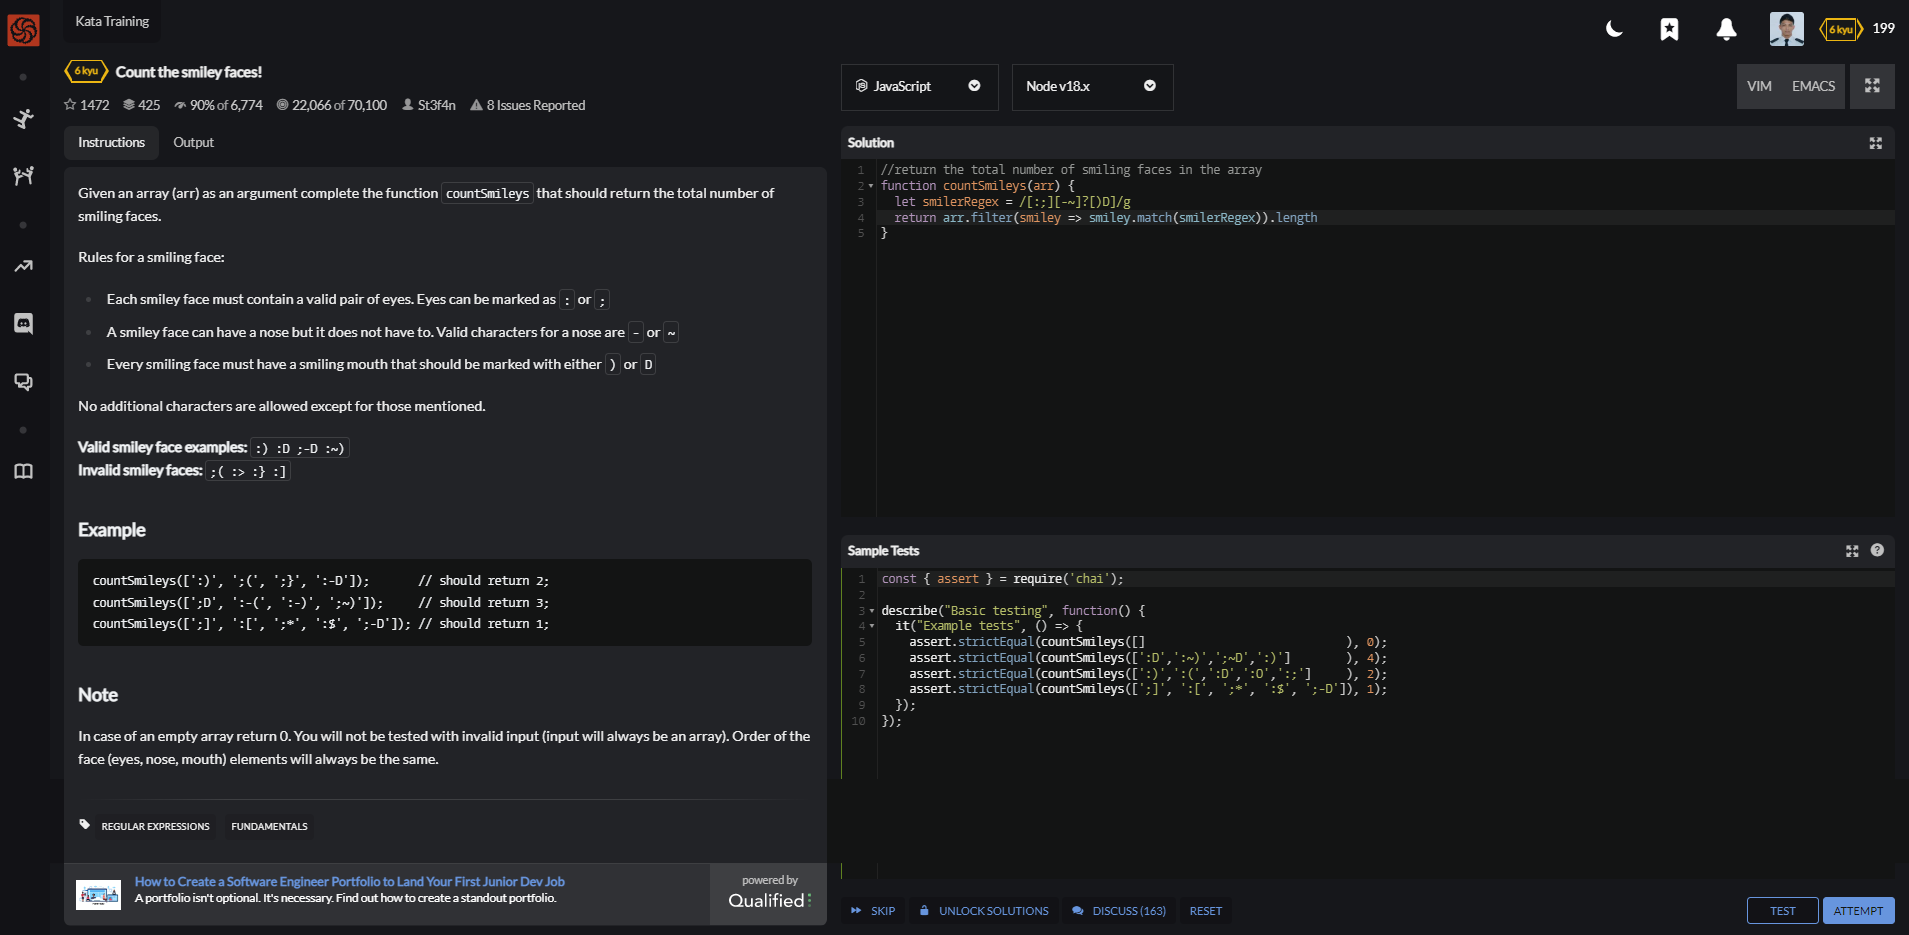 Kata Training
6 kyu
199
6 kyu Count the smiley faces!
1472 425 90% of 6,774 22,066 of 70,100 St3f4n 8 Issues Reported
Instructions Output
Given an array (arr) as an argument complete the function countSmileys that should return the total number of
smiling faces.
Rules for a smiling face:
Each smiley face must contain a valid pair of eyes. Eyes can be marked as : or ;
A smiley face can have a nose but it does not have to. Valid characters for a nose are - or ~
Every smiling face must have a smiling mouth that should be marked with either ) or D
No additional characters are allowed except for those mentioned.
Valid smiley face examples: :) :D ;-D :~)
Invalid smiley faces: ;( :> :} :]
Example
countSmileys([':)', ';(', ';}', ':-D']);       // should return 2;
countSmileys([';D', ':-(', ':-)', ';~)']);     // should return 3;
countSmileys([';]', ':[', ';*', ':$', ';-D']); // should return 1;
Note
In case of an empty array return 0. You will not be tested with invalid input (input will always be an array). Order of the
face (eyes, nose, mouth) elements will always be the same.
REGULAR EXPRESSIONS FUNDAMENTALS
How to Create a Software Engineer Portfolio to Land Your First Junior Dev Job
A portfolio isn't optional. It's necessary. Find out how to create a standout portfolio.
powered by
Qualified
JavaScript Node v18.x VIM EMACS
Solution
1 //return the total number of smiling faces in the array
2 function countSmileys(arr) {
3   let smilerRegex = /[:;][-~]?[)D]/g
4   return arr.filter(smiley => smiley.match(smilerRegex)).length
5 }
Sample Tests
1 const { assert } = require('chai');
2
3 describe("Basic testing", function() {
4   it("Example tests", () => {
5     assert.strictEqual(countSmileys([]                             ), 0);
6     assert.strictEqual(countSmileys([':D',':~)',';~D',':)']        ), 4);
7     assert.strictEqual(countSmileys([':)',':(',':D',':O',':;']     ), 2);
8     assert.strictEqual(countSmileys([';]', ':[', ';*', ':$', ';-D']), 1);
9   });
10 });
SKIP UNLOCK SOLUTIONS DISCUSS (163) RESET TEST ATTEMPT